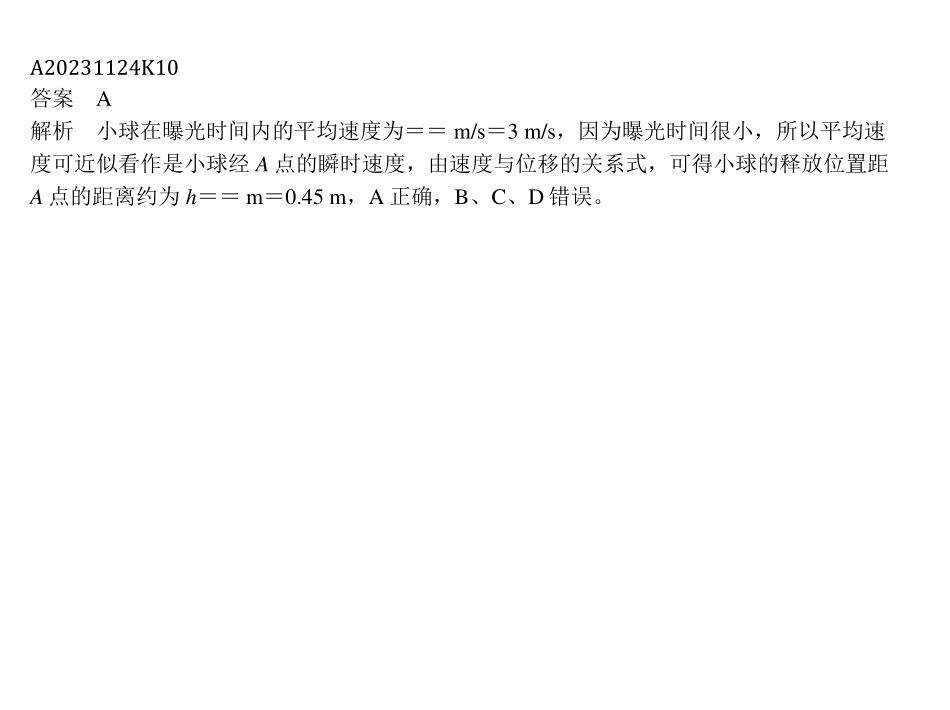 A20231124K10
答案　A
解析　小球在曝光时间内的平均速度为＝＝ m/s＝3 m/s，因为曝光时间很小，所以平均速
度可近似看作是小球经 A 点的瞬时速度，由速度与位移的关系式，可得小球的释放位置距
A 点的距离约为 h＝＝ m＝0.45 m，A 正确，B、C、D 错误。